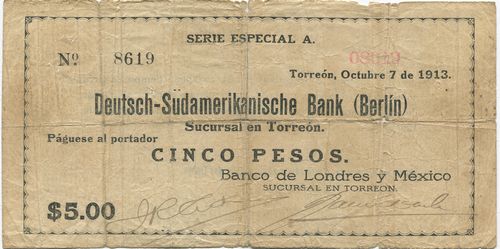 SERIE ESPECIAL A.
Nº 8619
Torreón, Octubre 7 de 1913.
Deutsch-Südamerikanische Bank (Berlín)
Sucursal en Torreón.
Páguese al portador
CINCO PESOS.
Banco de Londres y México
SUCURSAL EN TORREON.
$5.00